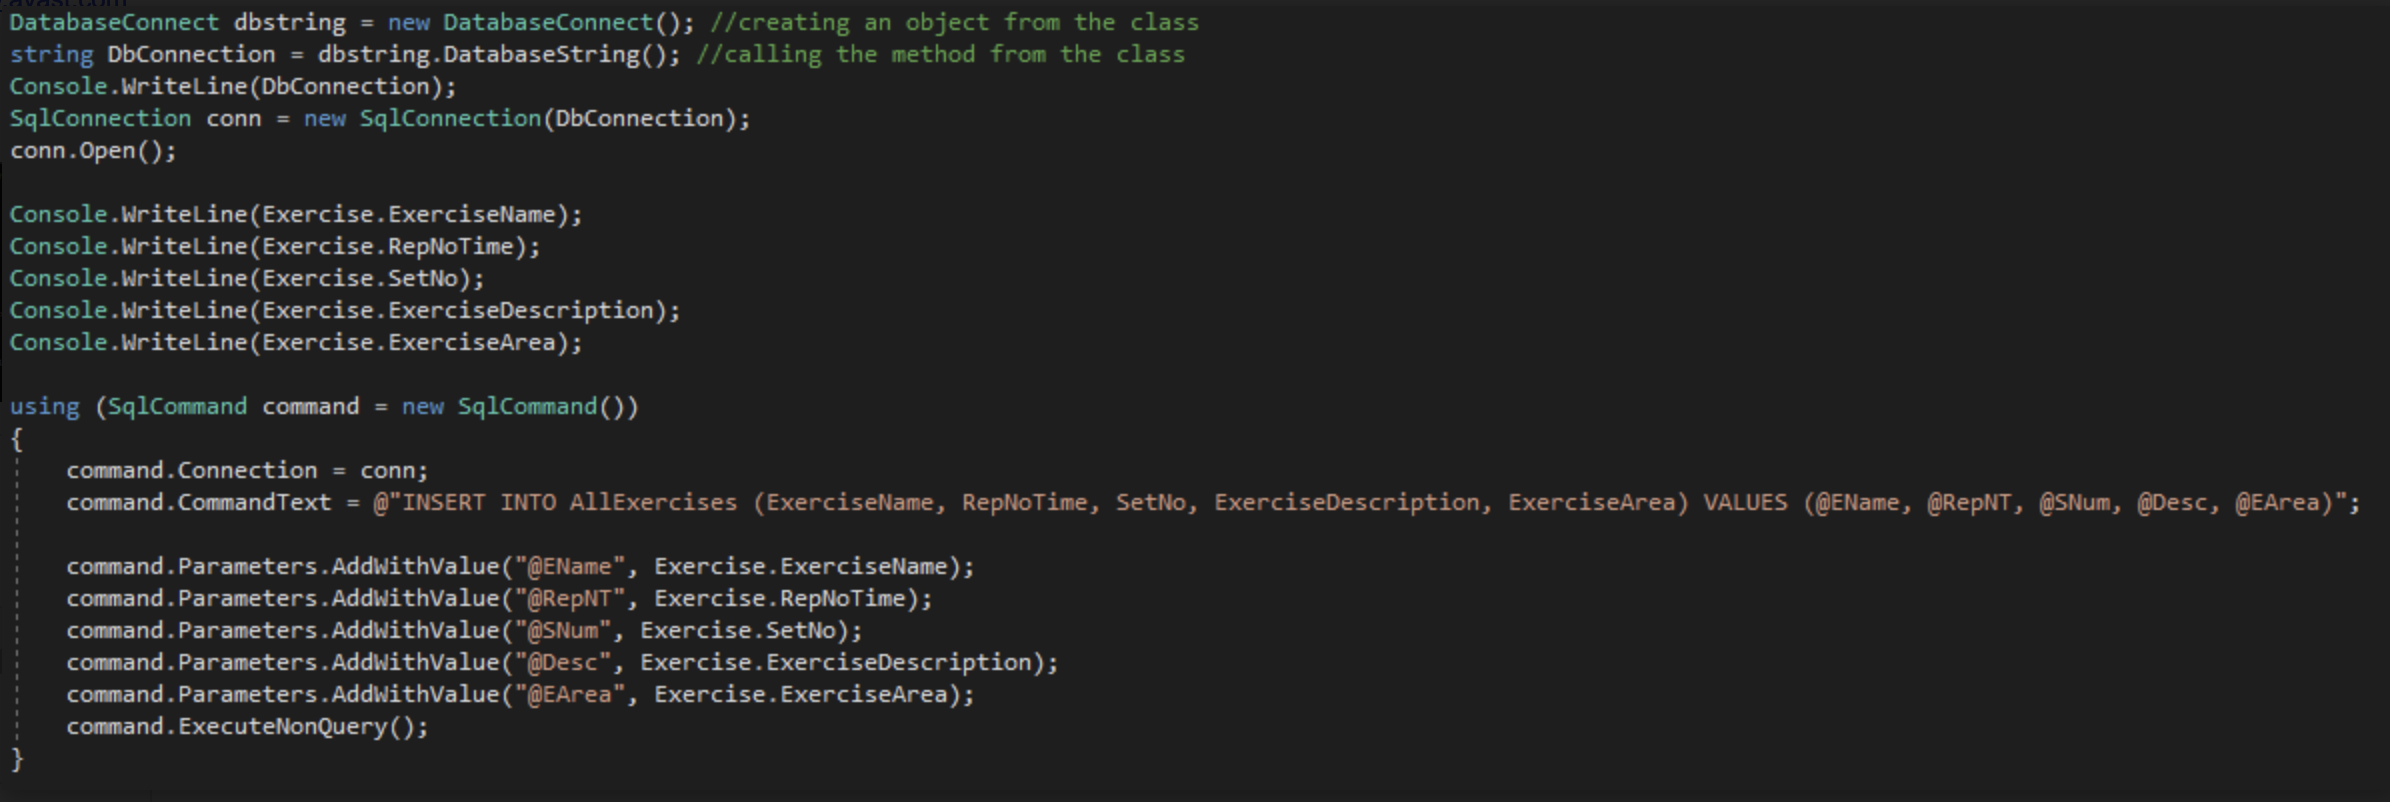 DatabaseConnect dbstring = new DatabaseConnect(); //creating an object from the class
string DbConnection = dbstring.DatabaseString(); //calling the method from the class
Console.WriteLine(DbConnection);
SqlConnection conn = new SqlConnection(DbConnection);
conn.Open();
Console.WriteLine(Exercise.ExerciseName);
Console.WriteLine(Exercise.RepNoTime);
Console.WriteLine(Exercise.SetNo);
Console.WriteLine(Exercise.ExerciseDescription);
Console.WriteLine(Exercise.ExerciseArea);
using (SqlCommand command = new SqlCommand())
{
command.Connection = conn;
command.CommandText = @"INSERT INTO AllExercises (ExerciseName, RepNoTime, SetNo, ExerciseDescription, ExerciseArea) VALUES (@EName, @RepNT, @SNum, @Desc, @EArea)";
command.Parameters.AddWithValue("@EName", Exercise.ExerciseName);
command.Parameters.AddWithValue("@RepNT", Exercise.RepNoTime);
command.Parameters.AddWithValue("@SNum", Exercise.SetNo);
command.Parameters.AddWithValue("@Desc", Exercise.ExerciseDescription);
command.Parameters.AddWithValue("@EArea", Exercise.ExerciseArea);
command.ExecuteNonQuery();
}